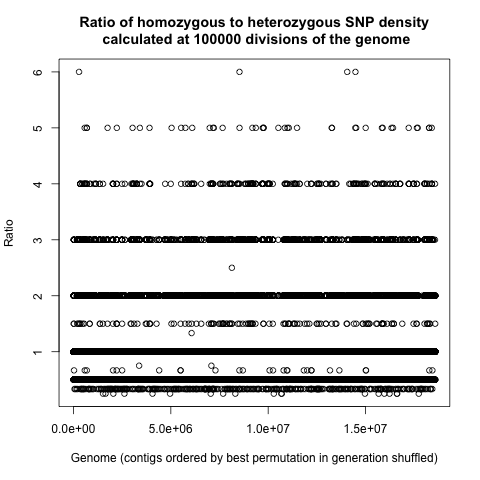 Ratio of homozygous to heterozygous SNP density
calculated at 100000 divisions of the genome
Ratio
6
5
4
3
2
1
0.0e+00 5.0e+06 1.0e+07 1.5e+07
Genome (contigs ordered by best permutation in generation shuffled)